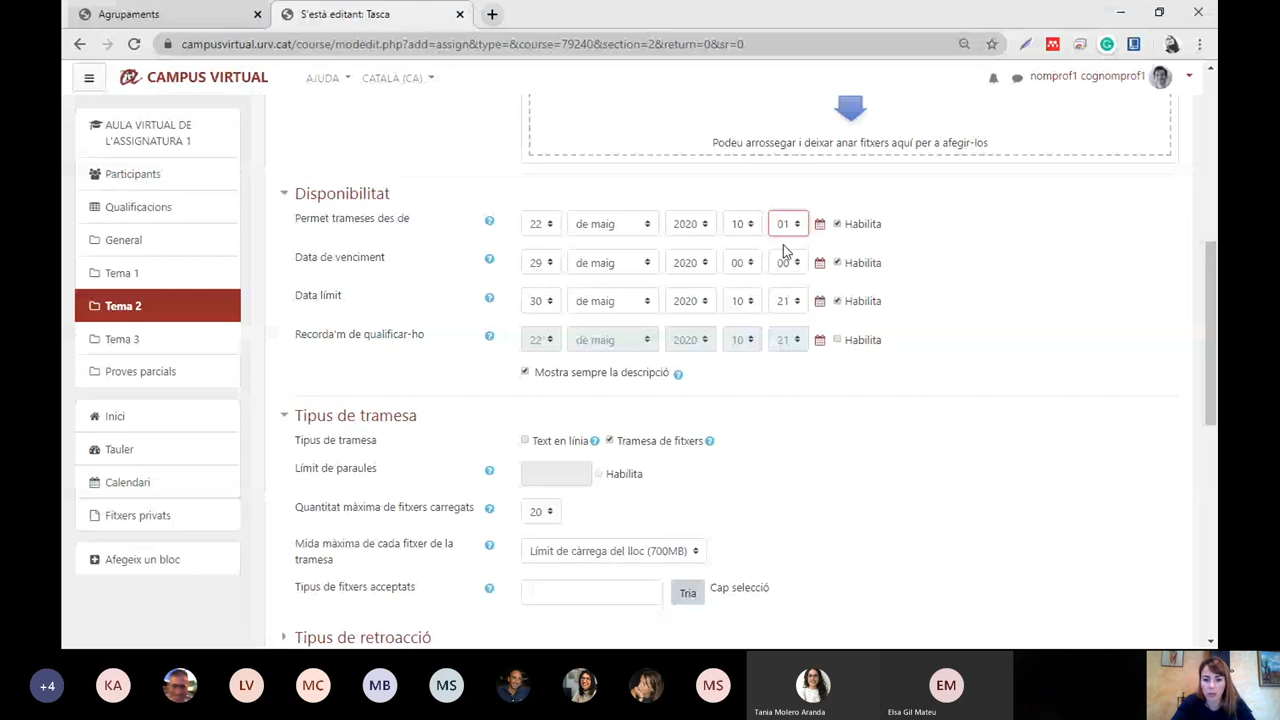 Agrupaments
S'està editant: Tasca
campusvirtual.urv.cat/course/modedit.php?add=assign&type=&course=79240&section=2&return=0&sr=0
CAMPUS VIRTUAL
AJUDA
CATALÀ (CA)
nomprof1 cognomprof1
AULA VIRTUAL DE
L'ASSIGNATURA 1
Participants
Qualificacions
General
Tema 1
Tema 2
Tema 3
Proves parcials
Inici
Tauler
Calendari
Fitxers privats
Afegeix un bloc
Podeu arrossegar i deixar anar fitxers aquí per a afegir-los
Disponibilitat
Permet trameses des de ? 22 de maig 2020 10 01 Habilita
Data de venciment ? 29 de maig 2020 00 00 Habilita
Data límit ? 30 de maig 2020 10 21 Habilita
Recorda'm de qualificar-ho ? 22 de maig 2020 10 21 Habilita
Mostra sempre la descripció ?
Tipus de tramesa
Tipus de tramesa Text en línia ? Tramesa de fitxers ?
Límit de paraules ? Habilita
Quantitat màxima de fitxers carregats ? 20
Mida màxima de cada fitxer de la
tramesa ? Límit de càrrega del lloc (700MB)
Tipus de fitxers acceptats ? Tria Cap selecció
Tipus de retroacció
+4 KA LV MC MB MS MS EM
Tania Molero Aranda Elsa Gil Mateu